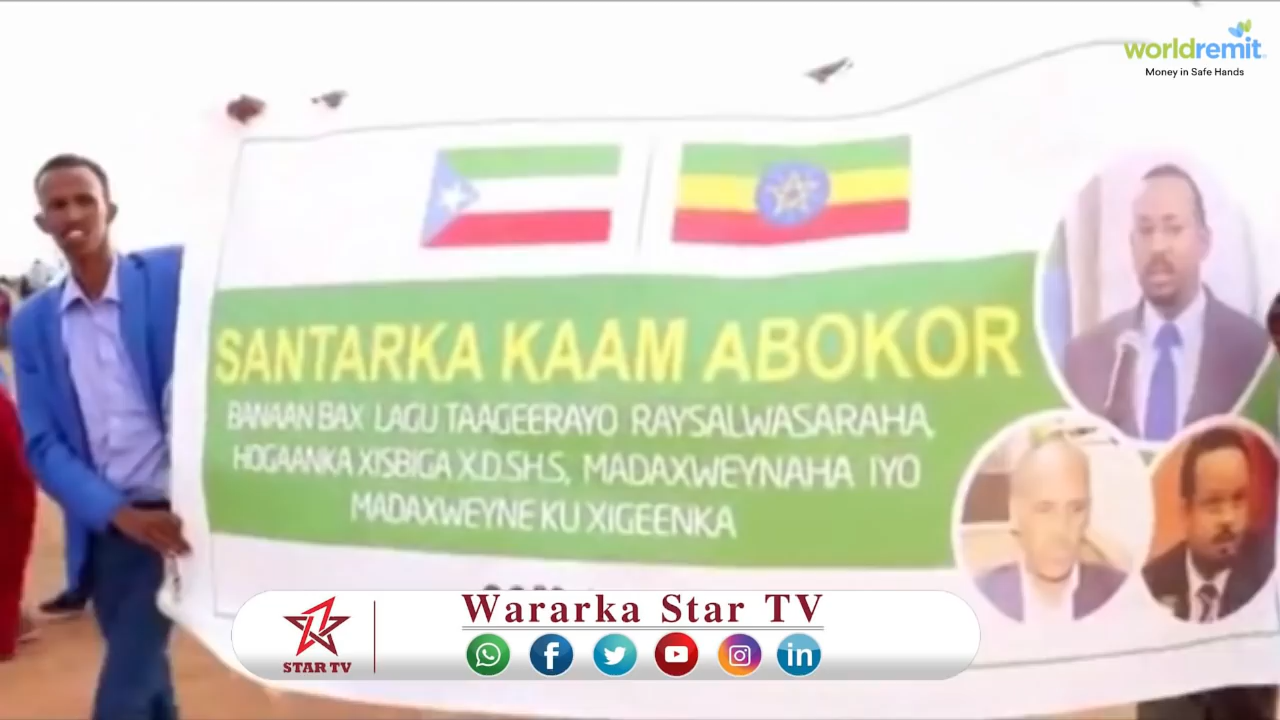 worldremit
Money in Safe Hands
SANTARKA KAAM ABOKOR
BANAAN BAX LAGU TAAGEERAYO RAYSALWASARAHA,
HOGAANKA XISBIGA X.D.SH.S, MADAXWEYNAHA IYO
MADAXWEYNE KU XIGEENKA
Wararka Star TV
STAR TV